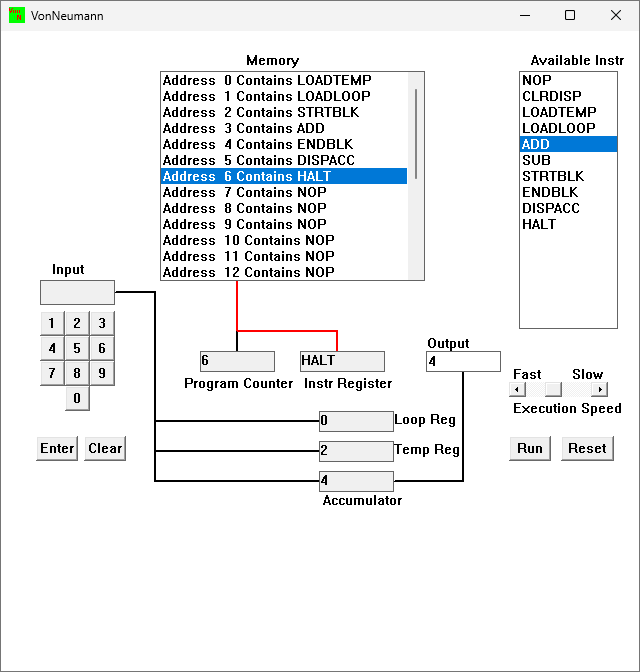 VonNeumann
Memory
Available Instr
Address 0 Contains LOADTEMP
Address 1 Contains LOADLOOP
Address 2 Contains STRTBLK
Address 3 Contains ADD
Address 4 Contains ENDBLK
Address 5 Contains DISPACC
Address 6 Contains HALT
Address 7 Contains NOP
Address 8 Contains NOP
Address 9 Contains NOP
Address 10 Contains NOP
Address 11 Contains NOP
Address 12 Contains NOP
NOP
CLRDISP
LOADTEMP
LOADLOOP
ADD
SUB
STRTBLK
ENDBLK
DISPACC
HALT
Input
1 2 3
4 5 6
7 8 9
0
Enter Clear
6
Program Counter
HALT
Instr Register
Output
4
Fast Slow
Execution Speed
Run Reset
0 Loop Reg
2 Temp Reg
4
Accumulator